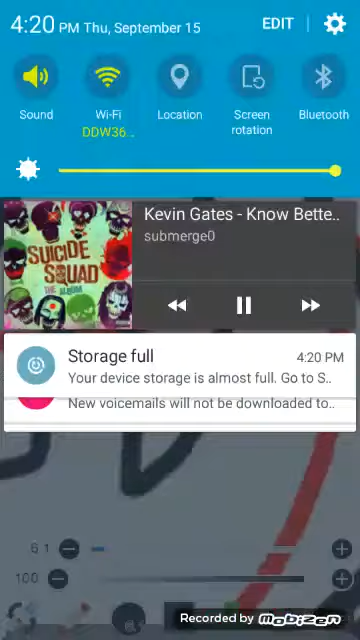 4:20 PM Thu, September 15 EDIT
Sound Wi-Fi Location Screen rotation Bluetooth
DDW36...
SUICIDE SQUAD
THE ALBUM
Kevin Gates - Know Bette..
submerge0
Storage full 4:20 PM
Your device storage is almost full. Go to S..
New voicemails will not be downloaded to..
6.1
100
Recorded by Mobizen